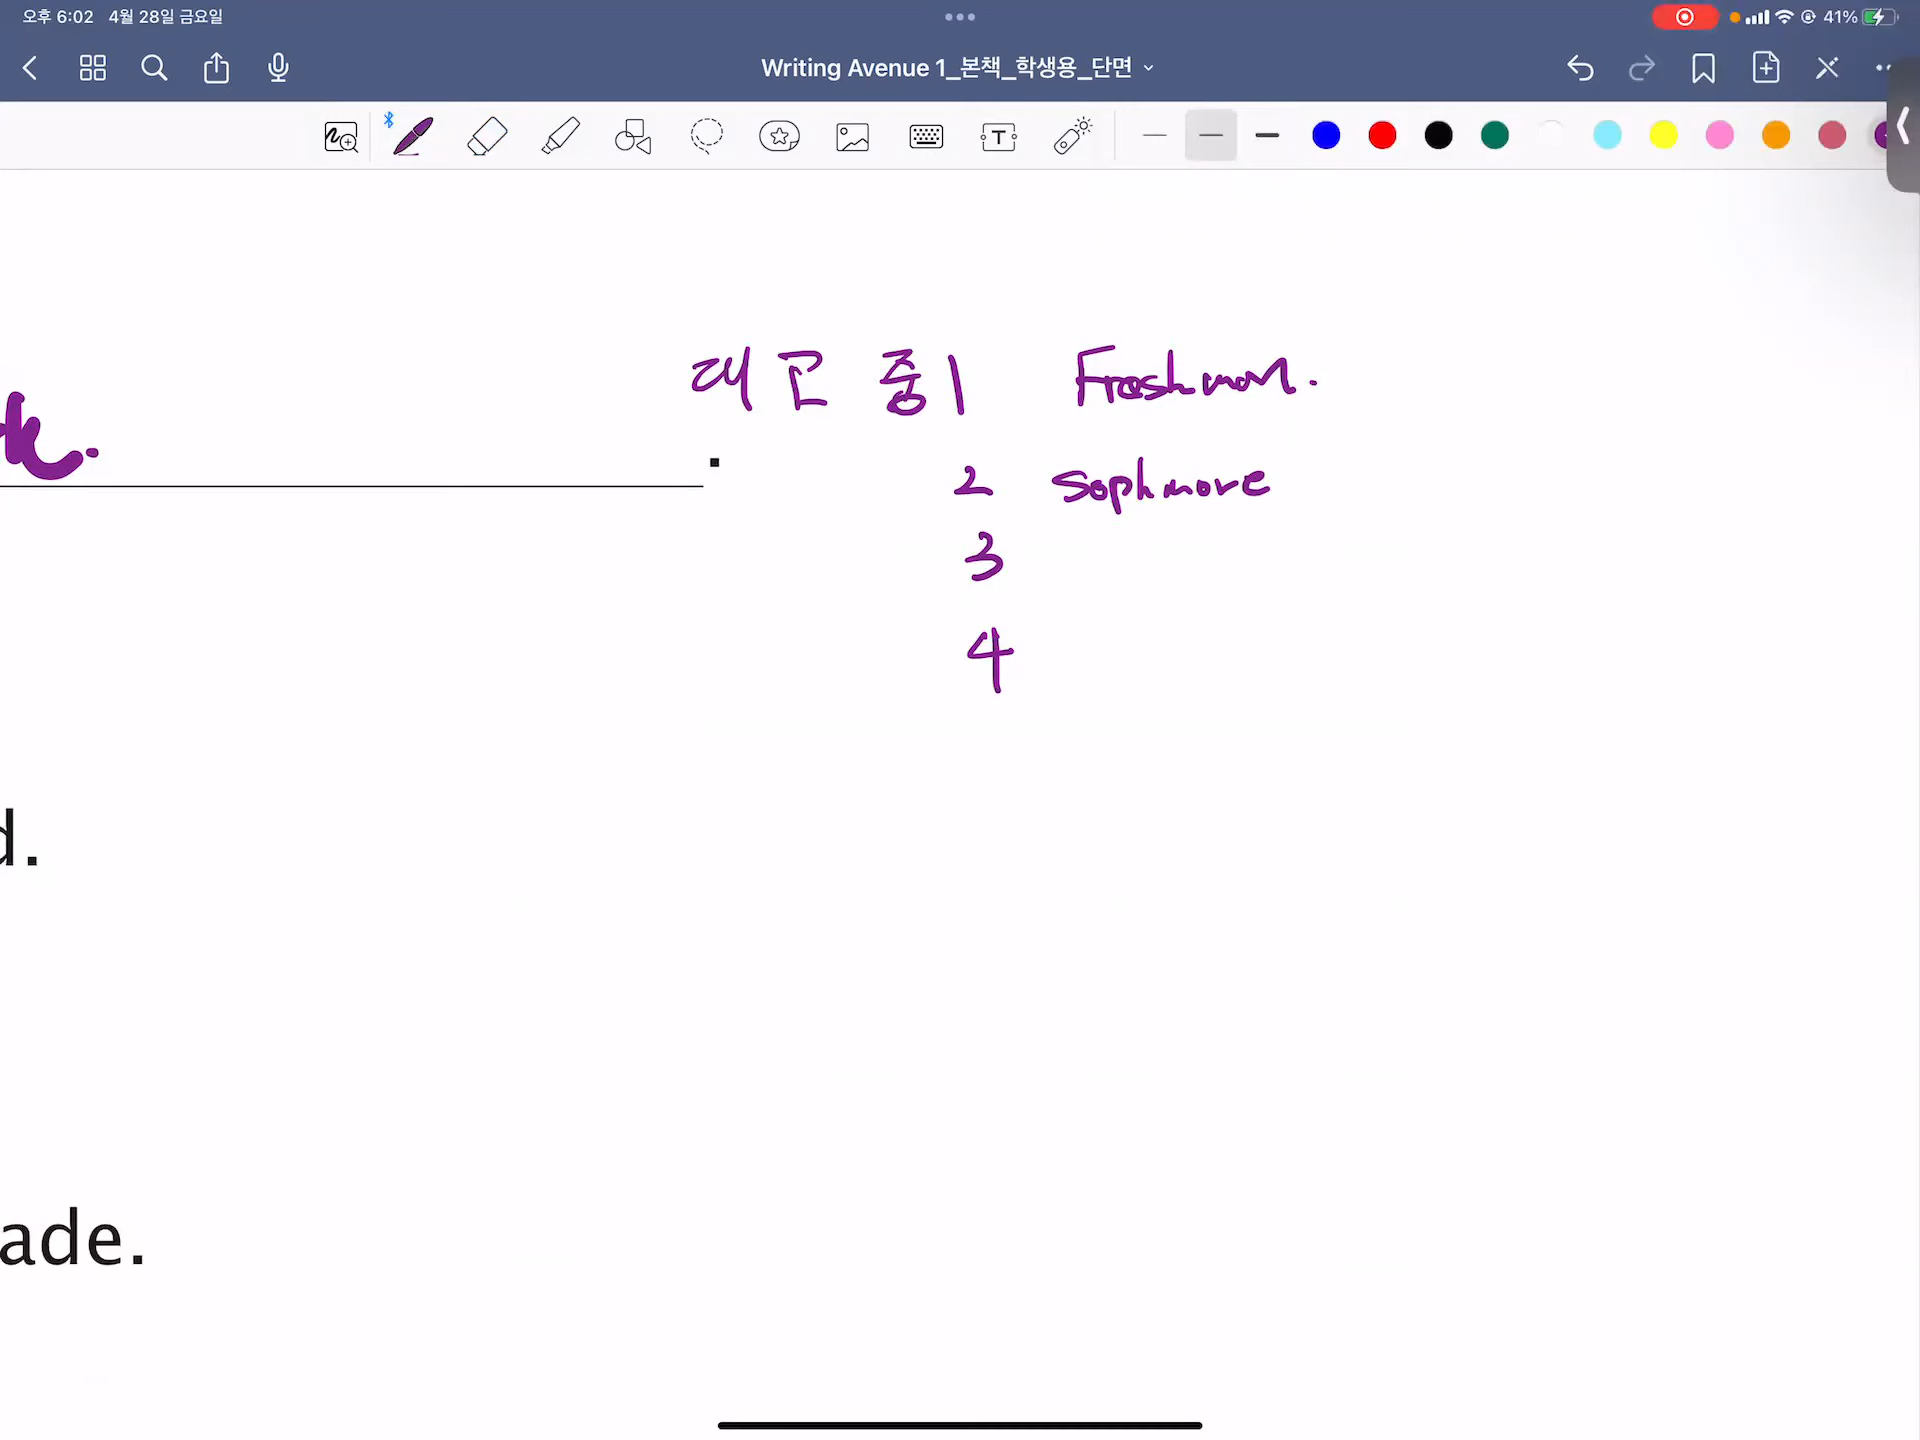 오후 6:02 4월 28일 금요일
41%
Writing Avenue 1_본책_학생용_단면
T
대 고 중 1 Freshman.
.
2 Sophmore
3
4
d.
ade.